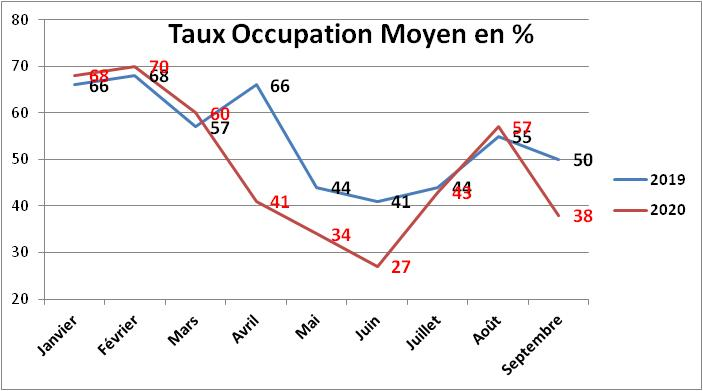 Taux Occupation Moyen en %
80
70
60
50
40
30
20
68 70 60 41 34 27 43 57 38
66 68 57 66 44 41 44 55 50
Janvier Février Mars Avril Mai Juin Juillet Août Septembre
2019
2020